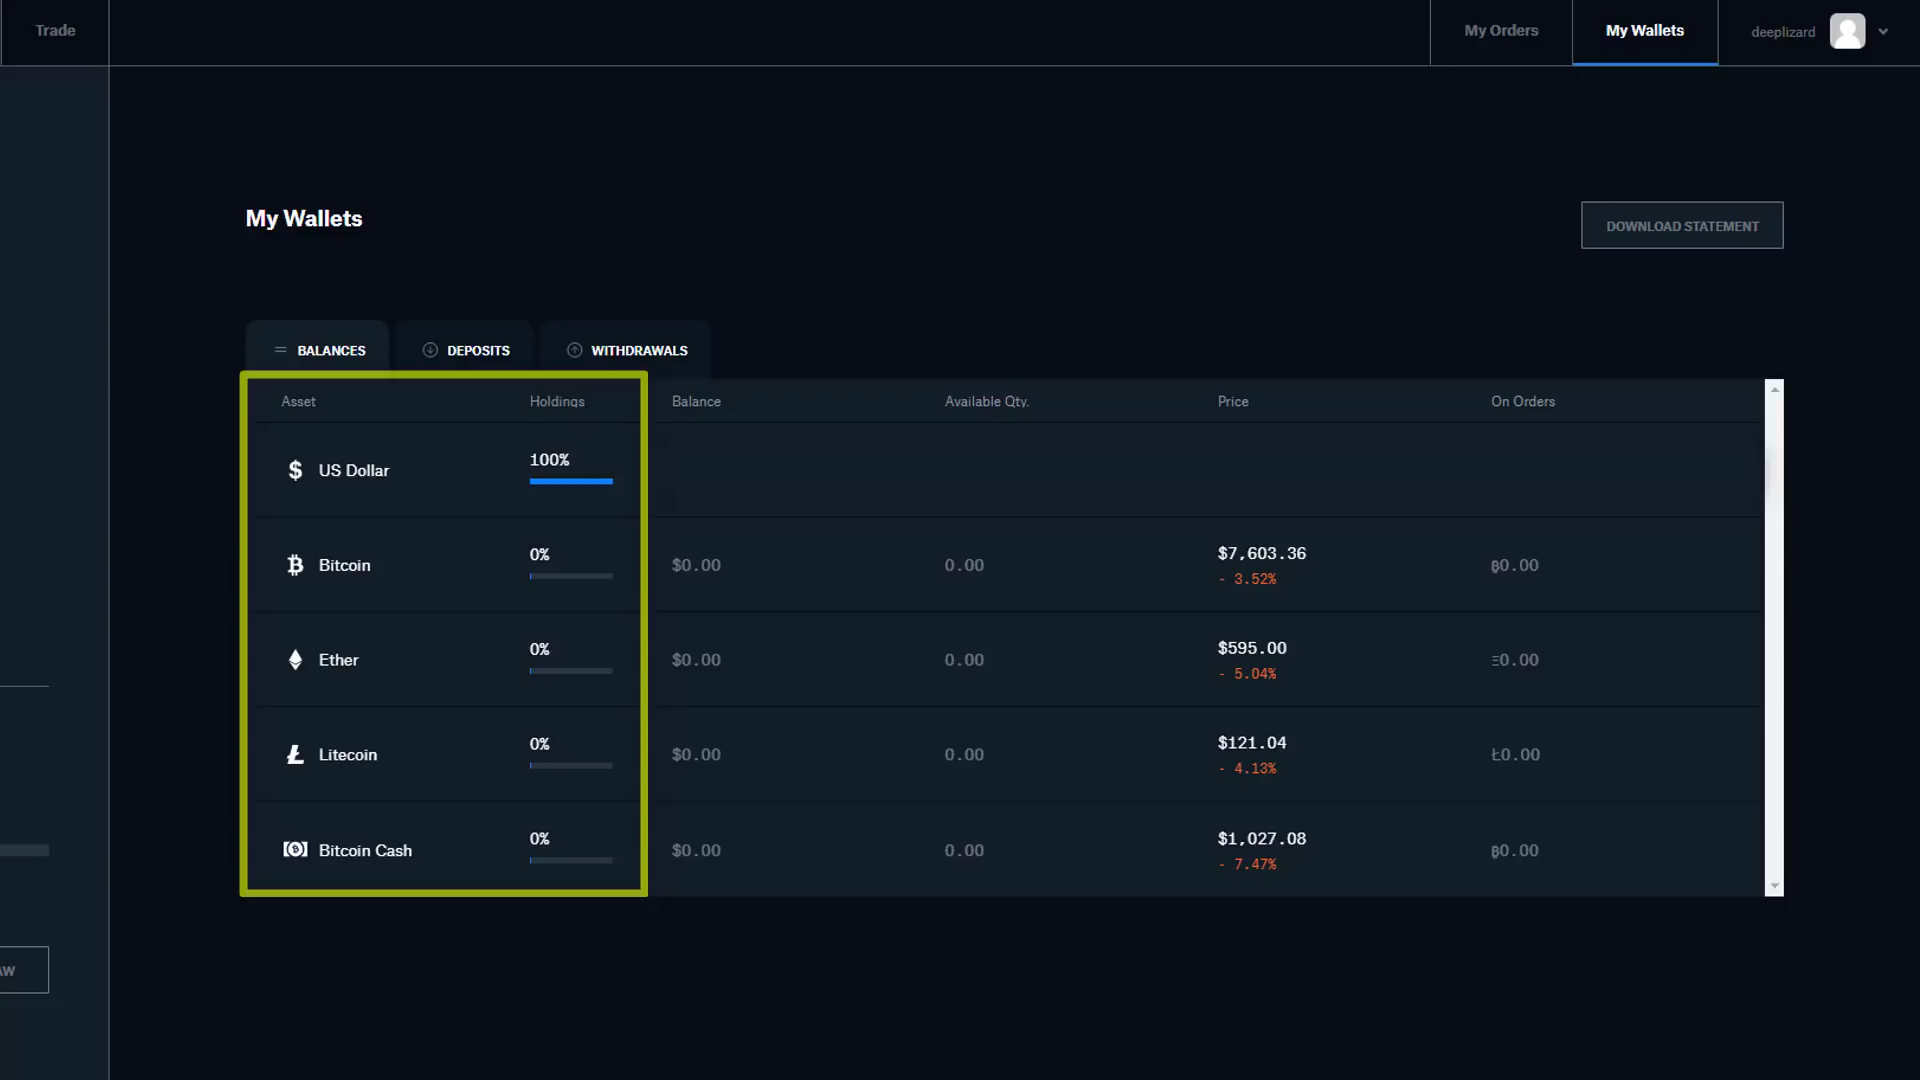 Trade
My Orders
My Wallets
deeplizard
My Wallets
DOWNLOAD STATEMENT
BALANCES
DEPOSITS
WITHDRAWALS
Asset Holdings Balance Available Qty. Price On Orders
$ US Dollar 100%
Bitcoin 0% $0.00 0.00 $7,603.36 - 3.52% ฿0.00
Ether 0% $0.00 0.00 $595.00 - 5.04% Ξ0.00
Litecoin 0% $0.00 0.00 $121.04 - 4.13% Ł0.00
Bitcoin Cash 0% $0.00 0.00 $1,027.08 - 7.47% ฿0.00
AW